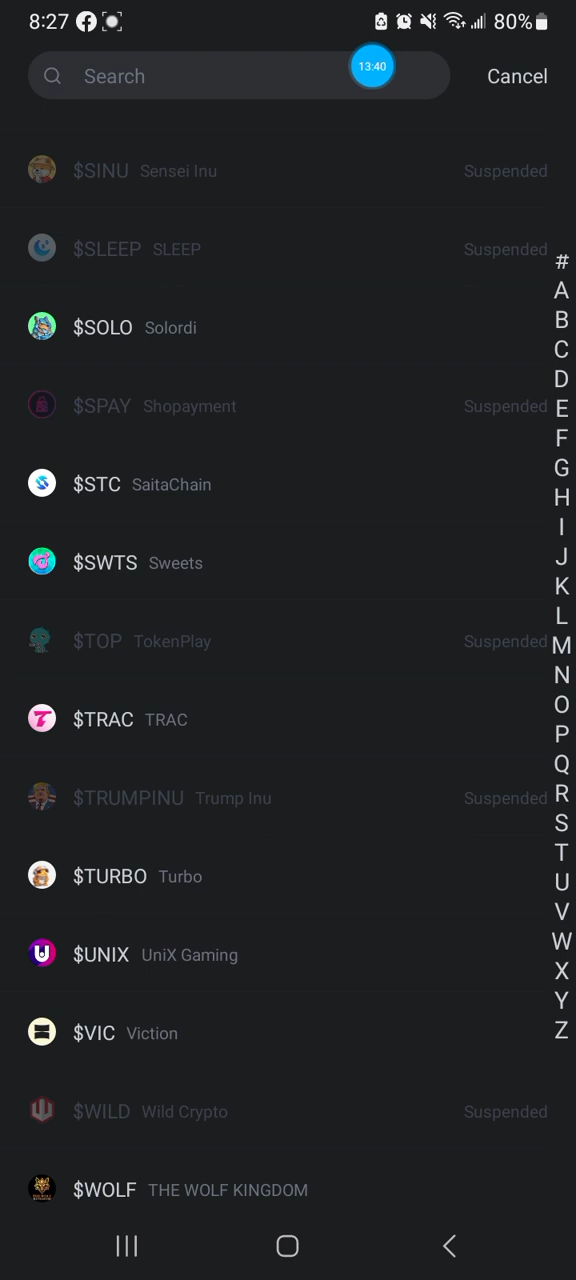 8:27 80%
Search 13:40 Cancel
$SINU Sensei Inu Suspended
$SLEEP SLEEP Suspended
$SOLO Solordi
$SPAY Shopayment Suspended
$STC SaitaChain
$SWTS Sweets
$TOP TokenPlay Suspended
$TRAC TRAC
$TRUMPINU Trump Inu Suspended
$TURBO Turbo
$UNIX UniX Gaming
$VIC Viction
$WILD Wild Crypto Suspended
$WOLF THE WOLF KINGDOM
#
A
B
C
D
E
F
G
H
I
J
K
L
M
N
O
P
Q
R
S
T
U
V
W
X
Y
Z